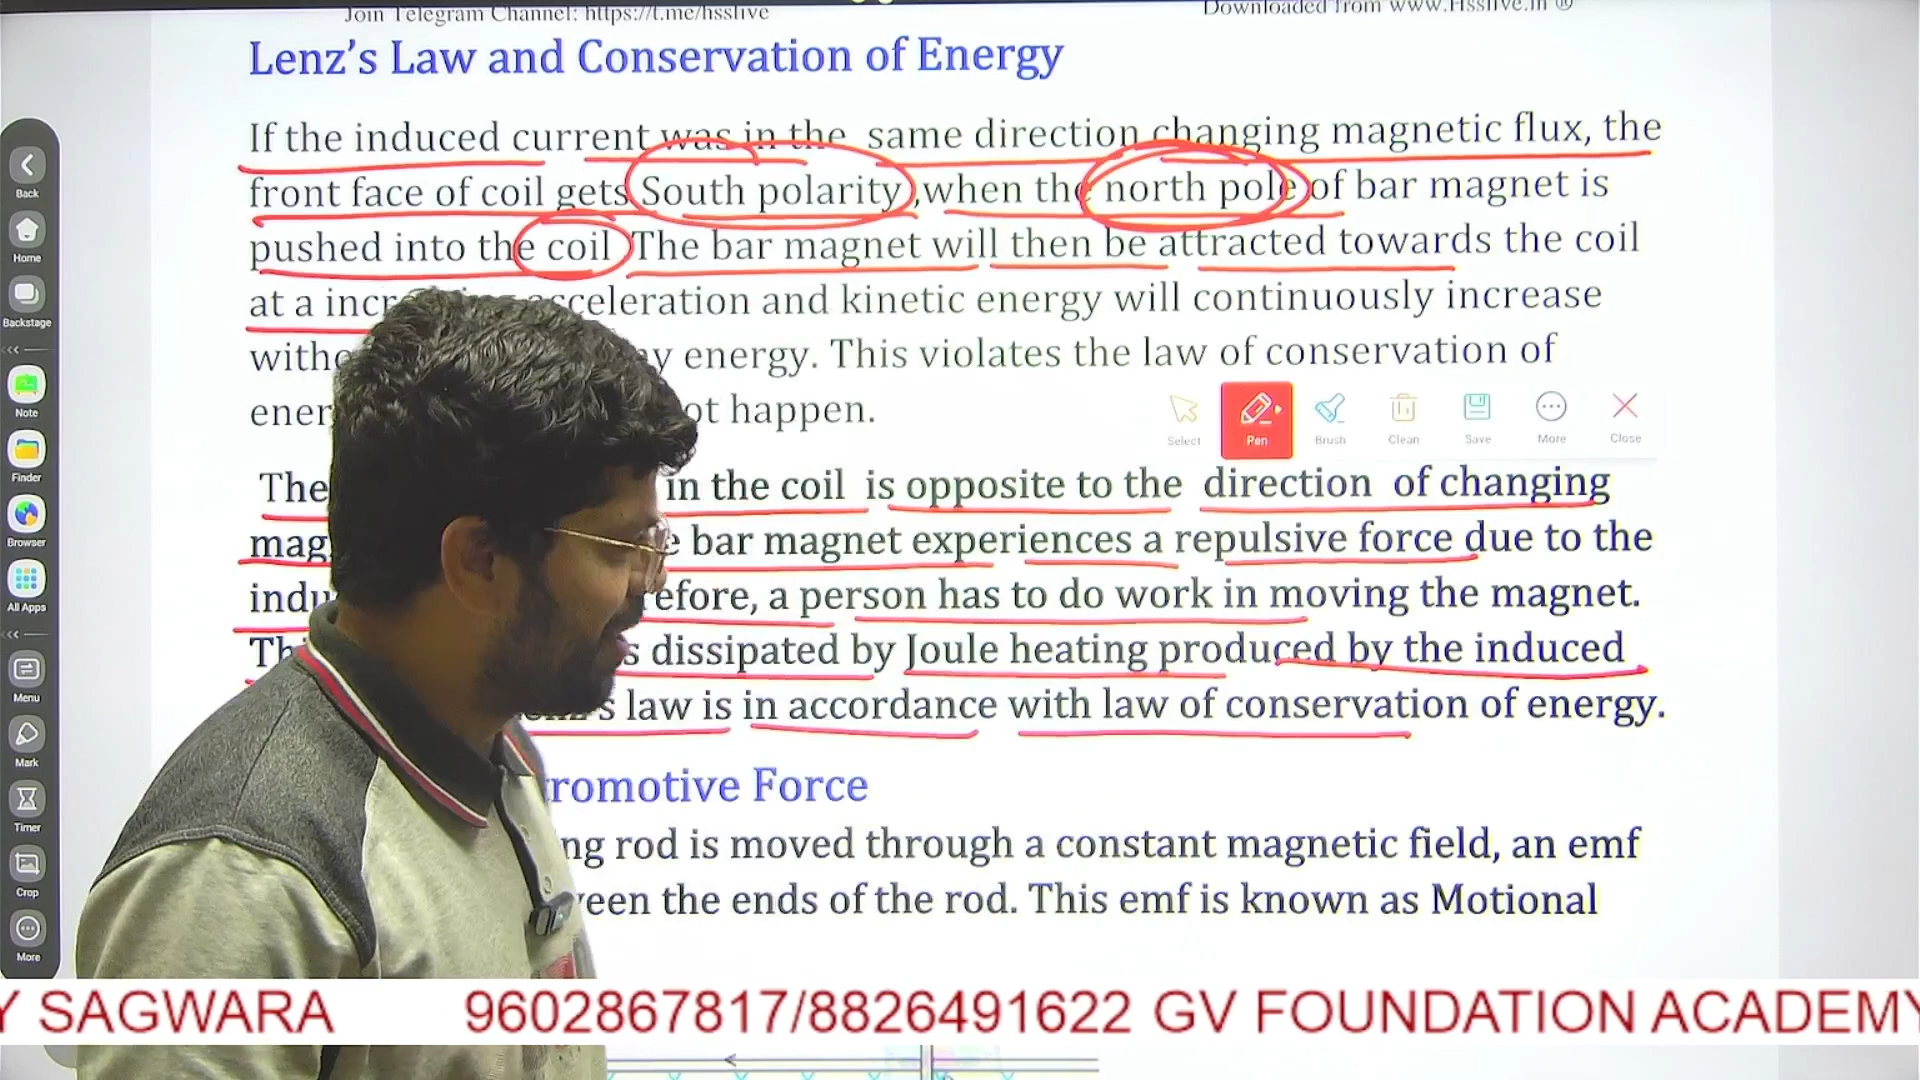 Join Telegram Channel: https://t.me/hsslive
Downloaded from www.Hsslive.in ®
Lenz's Law and Conservation of Energy
If the induced current was in the same direction changing magnetic flux, the
front face of coil gets South polarity ,when the north pole of bar magnet is
pushed into the coil The bar magnet will then be attracted towards the coil
at a acceleration and kinetic energy will continuously increase
energy. This violates the law of conservation of
happen.
The in the coil is opposite to the direction of changing
bar magnet experiences a repulsive force due to the
a person has to do work in moving the magnet.
dissipated by Joule heating produced by the induced
law is in accordance with law of conservation of energy.
Force
rod is moved through a constant magnetic field, an emf
the ends of the rod. This emf is known as Motional
Back
Home
Backstage
Note
Finder
Browser
All Apps
Menu
Mark
Timer
Crop
More
Select
Pen
Brush
Clean
Save
More
Close
Y SAGWARA 9602867817/8826491622 GV FOUNDATION ACADEMY